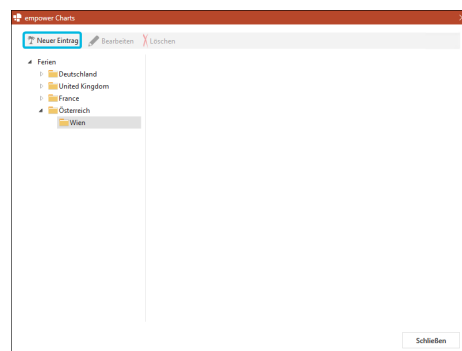 empower Charts
Neuer Eintrag Bearbeiten Löschen
Ferien
Deutschland
United Kingdom
France
Österreich
Wien
Schließen